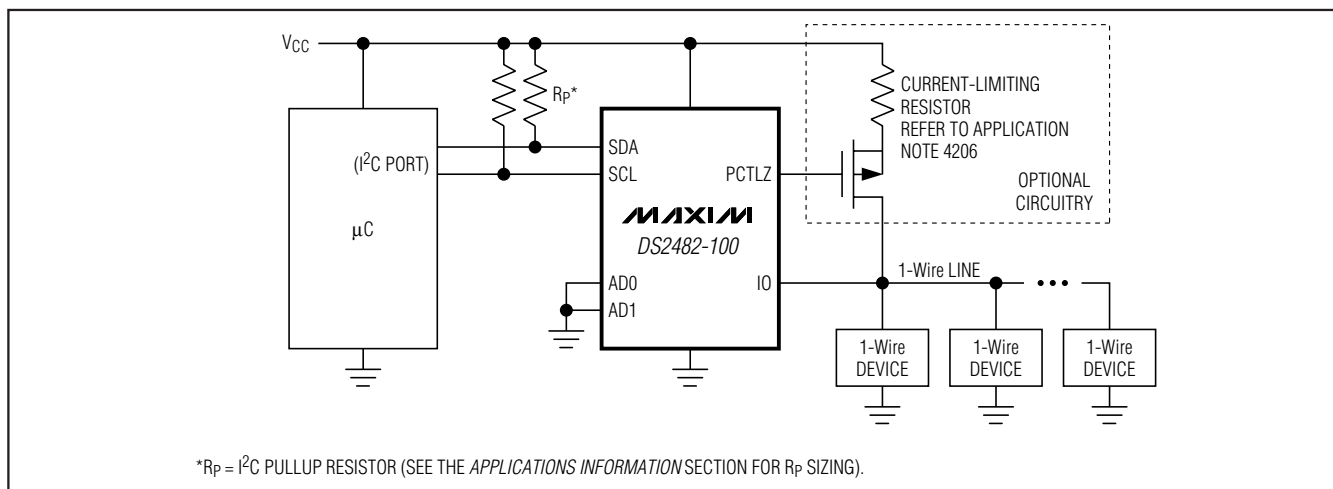 VCC
RP*
CURRENT-LIMITING
RESISTOR
REFER TO APPLICATION
NOTE 4206
OPTIONAL
CIRCUITRY
(I2C PORT)
μC
SDA
SCL
PCTLZ
MAXIM
DS2482-100
AD0
AD1
IO
1-Wire LINE
•••
1-Wire
DEVICE
1-Wire
DEVICE
1-Wire
DEVICE
*RP = I2C PULLUP RESISTOR (SEE THE APPLICATIONS INFORMATION SECTION FOR RP SIZING).